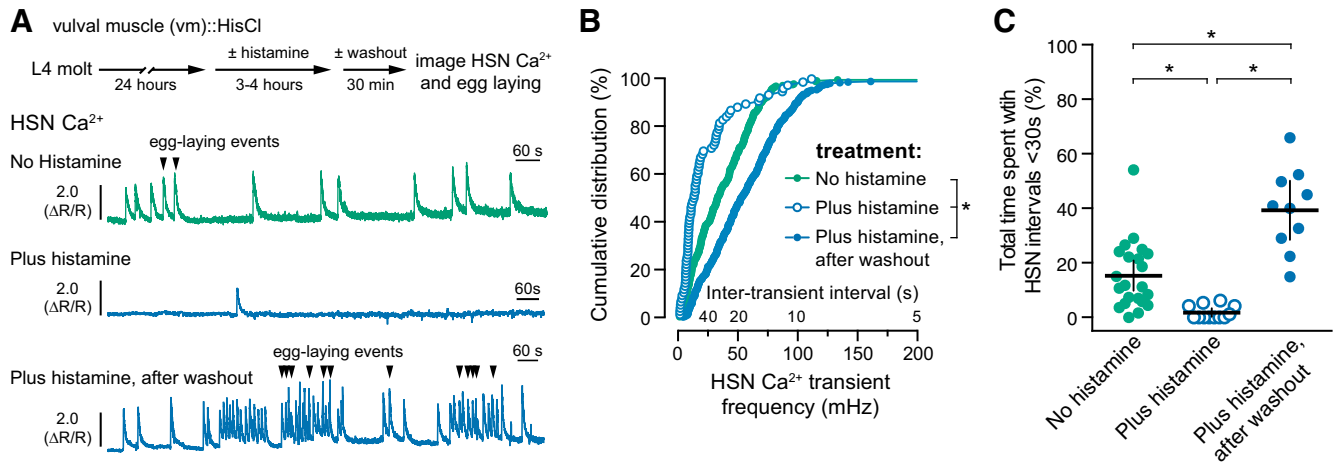 A
vulval muscle (vm)::HisCl
L4 molt
24 hours
± histamine
3-4 hours
± washout
30 min
image HSN Ca²⁺
and egg laying
HSN Ca²⁺
egg-laying events
No Histamine
60 s
2.0
(ΔR/R)
Plus histamine
60s
2.0
(ΔR/R)
egg-laying events
60 s
Plus histamine, after washout
2.0
(ΔR/R)
B
Cumulative distribution (%)
100
80
60
40
20
0
treatment:
No histamine
Plus histamine
Plus histamine,
after washout
*
Inter-transient interval (s)
40 20 10 5
0 50 100 150 200
HSN Ca²⁺ transient
frequency (mHz)
C
Total time spent wtih
HSN intervals <30s (%)
100
80
60
40
20
0
*
* *
No histamine
Plus histamine
Plus histamine,
after washout